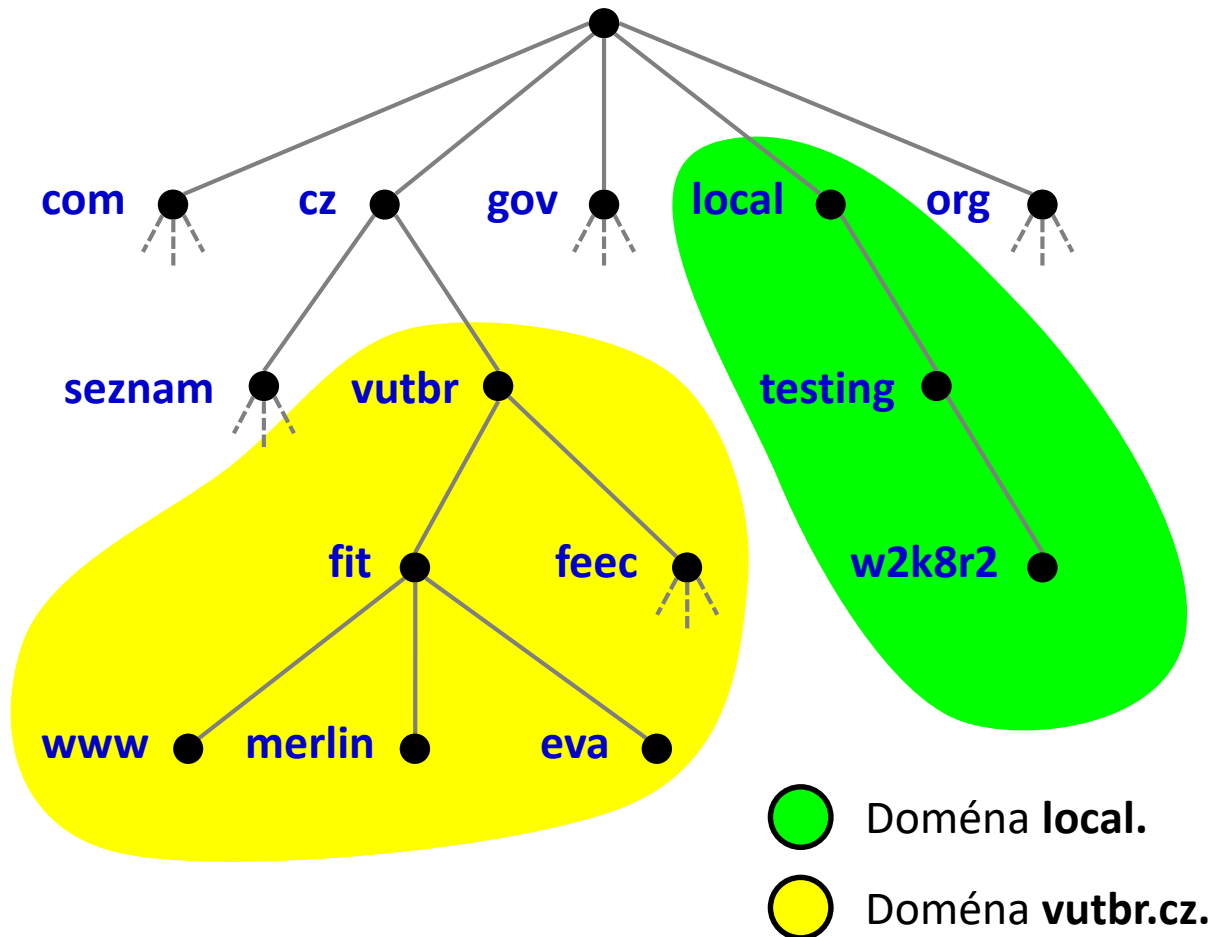 com cz gov local org
seznam vutbr testing
fit feec w2k8r2
www merlin eva
Doména local.
Doména vutbr.cz.